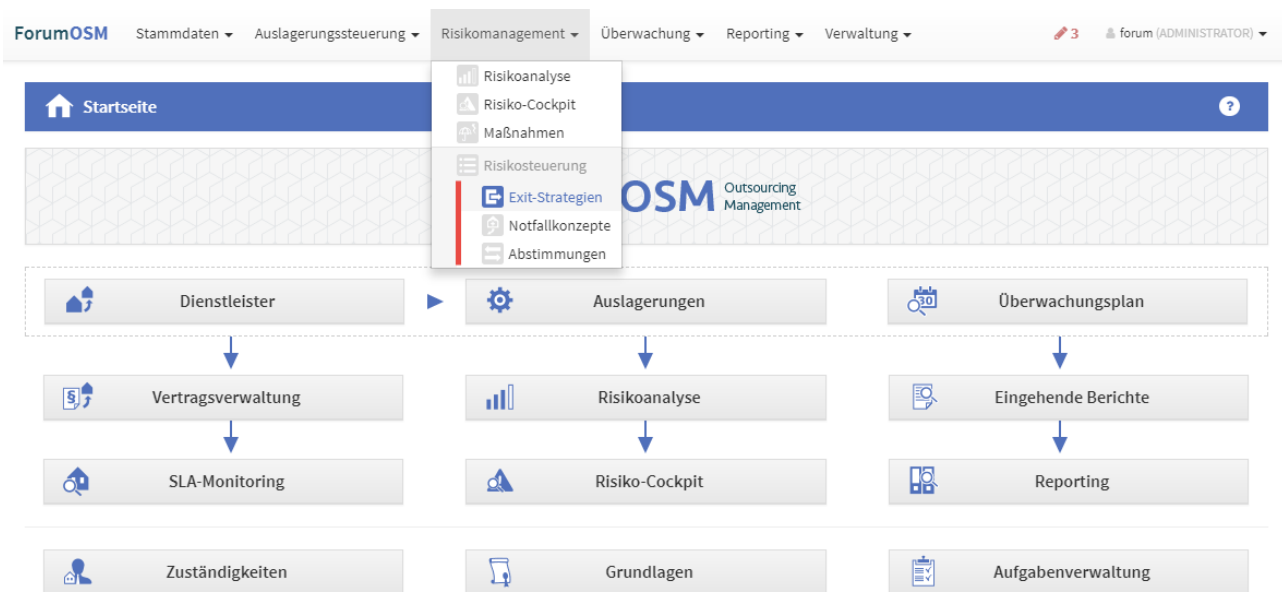 ForumOSM Stammdaten Auslagerungssteuerung Risikomanagement Überwachung Reporting Verwaltung 3 forum (ADMINISTRATOR)
Risikoanalyse
Risiko-Cockpit
Maßnahmen
Risikosteuerung
Exit-Strategien
Notfallkonzepte
Abstimmungen
Startseite ?
OSM Outsourcing
Management
Dienstleister Auslagerungen 30 Überwachungsplan
§ Vertragsverwaltung Risikoanalyse Eingehende Berichte
SLA-Monitoring Risiko-Cockpit Reporting
Zuständigkeiten Grundlagen Aufgabenverwaltung